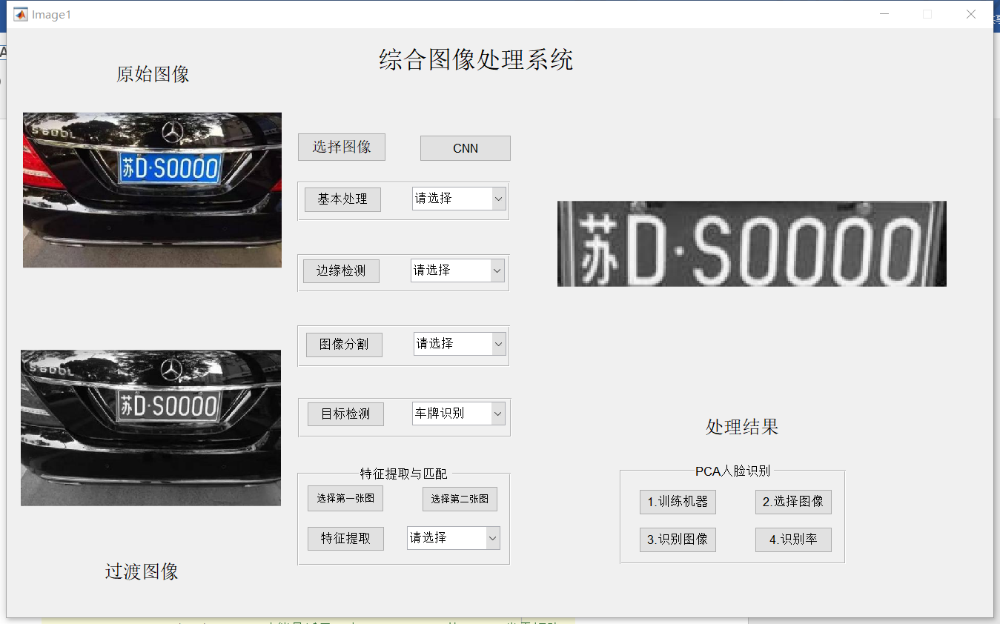 Image1
综合图像处理系统
原始图像
S600L
苏D·S0000
选择图像
CNN
基本处理
请选择
边缘检测
请选择
苏D·S0000
图像分割
请选择
S600L
苏D·S0000
目标检测
车牌识别
处理结果
特征提取与匹配
选择第一张图
选择第二张图
特征提取
请选择
PCA人脸识别
1.训练机器
2.选择图像
3.识别图像
4.识别率
过渡图像